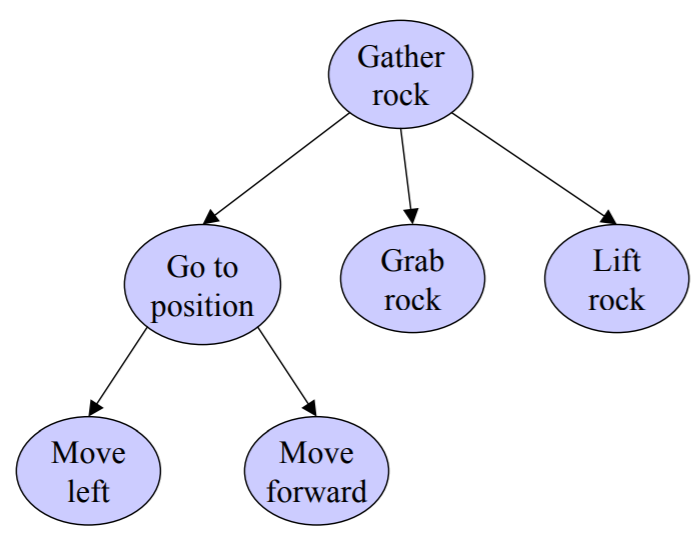 Gather
rock
Go to
position
Grab
rock
Lift
rock
Move
left
Move
forward